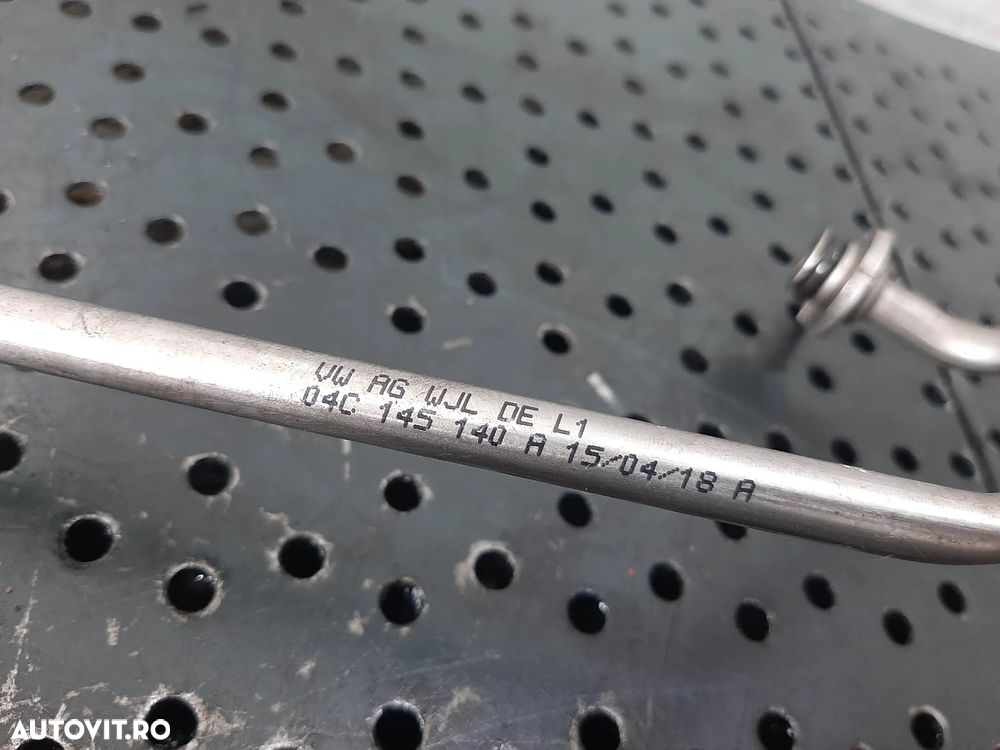 VW AG WJL DE L1
04C 145 140 A 15/04/18 A
AUTOVIT.RO